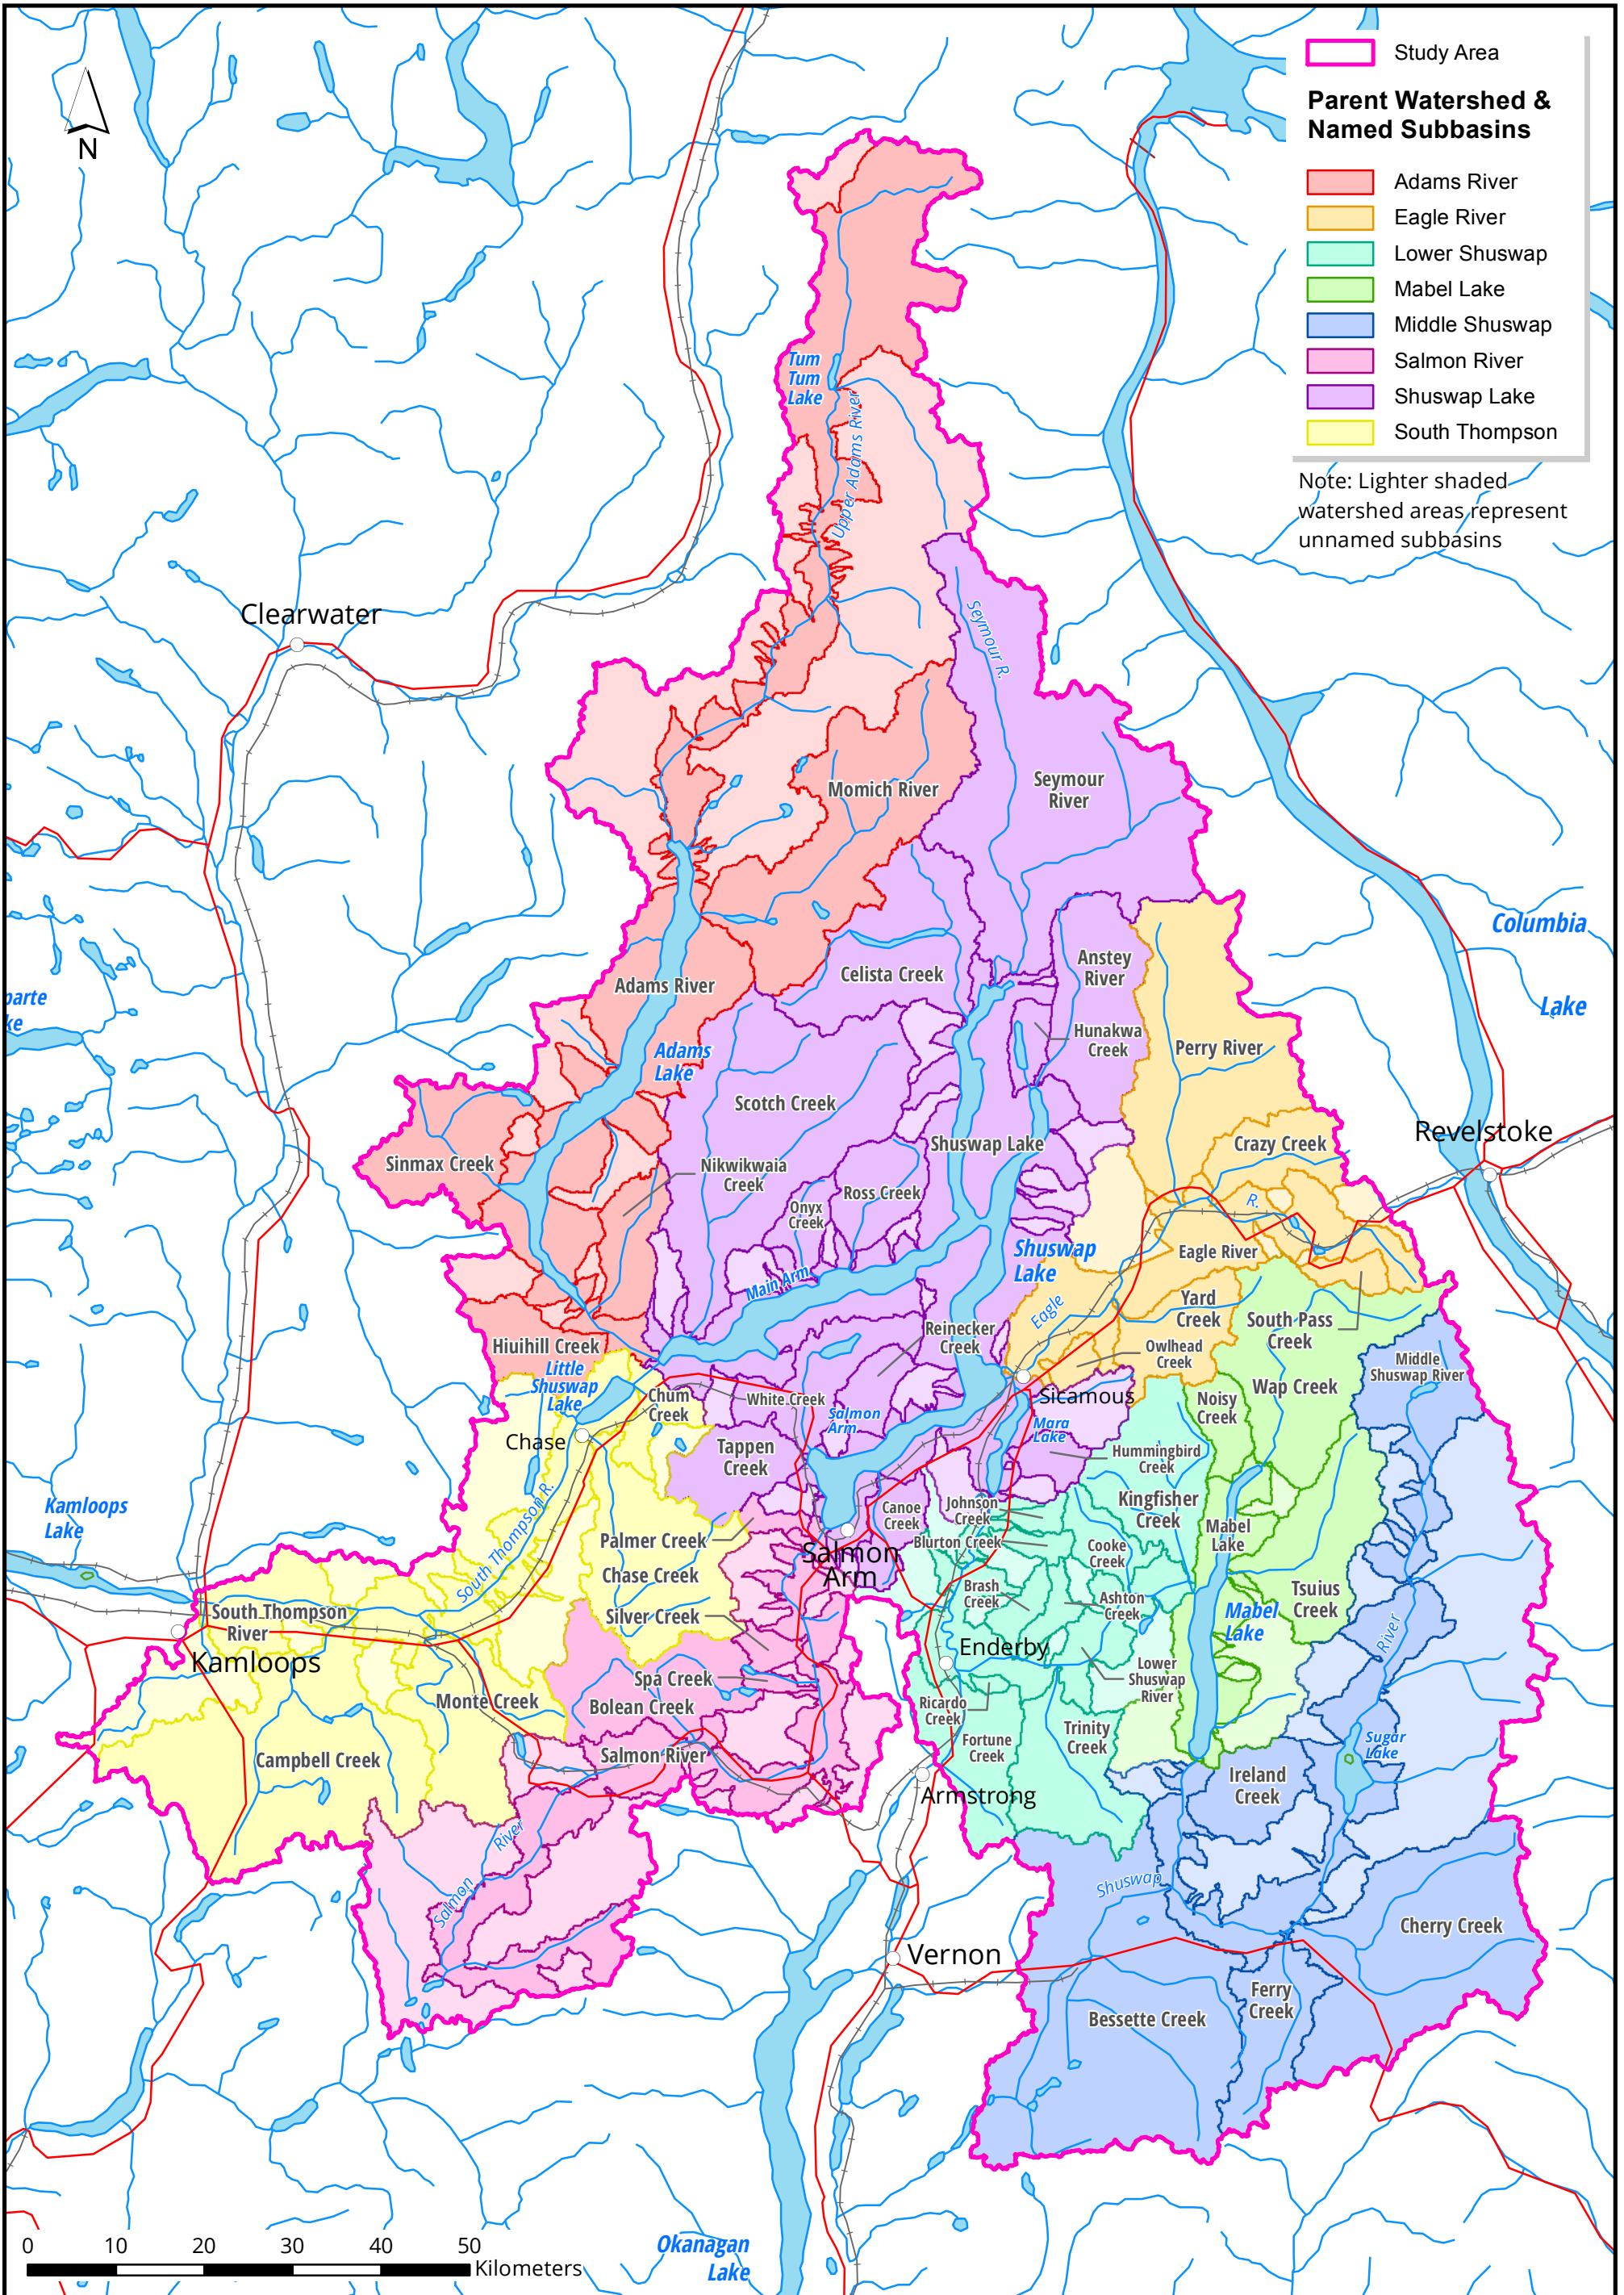 Study Area
Parent Watershed &
Named Subbasins
Adams River
Eagle River
Lower Shuswap
Mabel Lake
Middle Shuswap
Salmon River
Shuswap Lake
South Thompson
Note: Lighter shaded
watershed areas represent
unnamed subbasins
N
Tum
Tum
Lake
Upper Adams River
Clearwater
Seymour R.
Momich River
Seymour
River
Columbia
Lake
Adams River
Celista Creek
Anstey
River
Hunakwa
Creek
Perry River
parte
ke
Adams
Lake
Scotch Creek
Shuswap Lake
Crazy Creek
Revelstoke
Sinmax Creek
Nikwikwaia
Creek
Ross Creek
Onyx
Creek
R.
Eagle River
Shuswap
Lake
Main Arm
Eagle
Yard
Creek
South Pass
Creek
Hiuihill Creek
Reinecker
Creek
Owlhead
Creek
Middle
Shuswap River
Little
Shuswap
Lake
Chum
Creek
White Creek
Sicamous
Wap Creek
Noisy
Creek
Salmon
Arm
Mara
Lake
Chase
Tappen
Creek
Hummingbird
Creek
Kamloops
Lake
South Thompson R.
Canoe
Creek
Johnson
Creek
Kingfisher
Creek
Palmer Creek
Blurton Creek
Cooke
Creek
Mabel
Lake
Salmon
Arm
Chase Creek
Brash
Creek
Ashton
Creek
Tsuius
Creek
South Thompson
River
Silver Creek
Mabel
Lake
River
Kamloops
Enderby
Lower
Shuswap
River
Spa Creek
Monte Creek
Bolean Creek
Ricardo
Creek
Trinity
Creek
Fortune
Creek
Sugar
Lake
Campbell Creek
Salmon River
Ireland
Creek
Armstrong
River
Salmon
Shuswap
Cherry Creek
Vernon
Ferry
Creek
Bessette Creek
Okanagan
Lake
0 10 20 30 40 50
Kilometers